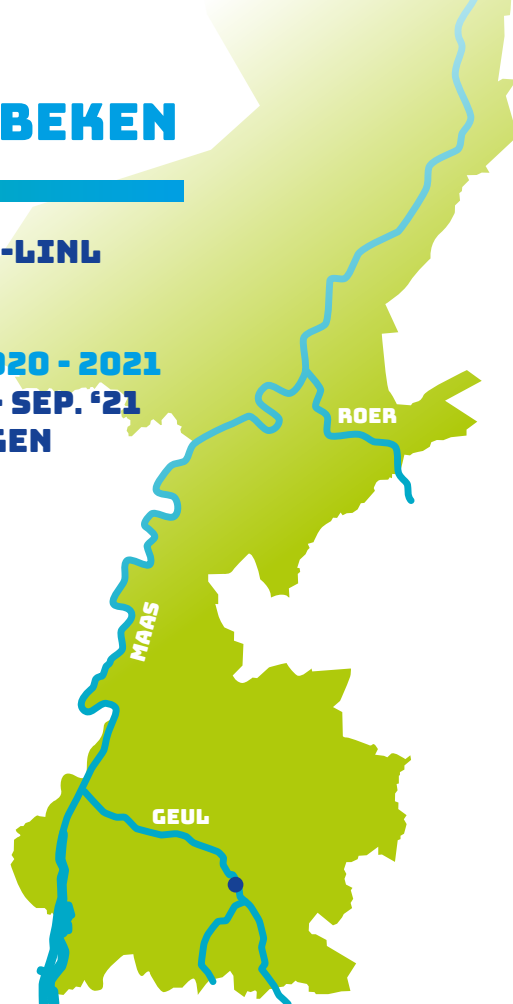 BEKEN
-LINL
020 - 2021
- SEP. ‘21
GEN
ROER
MAAS
GEUL